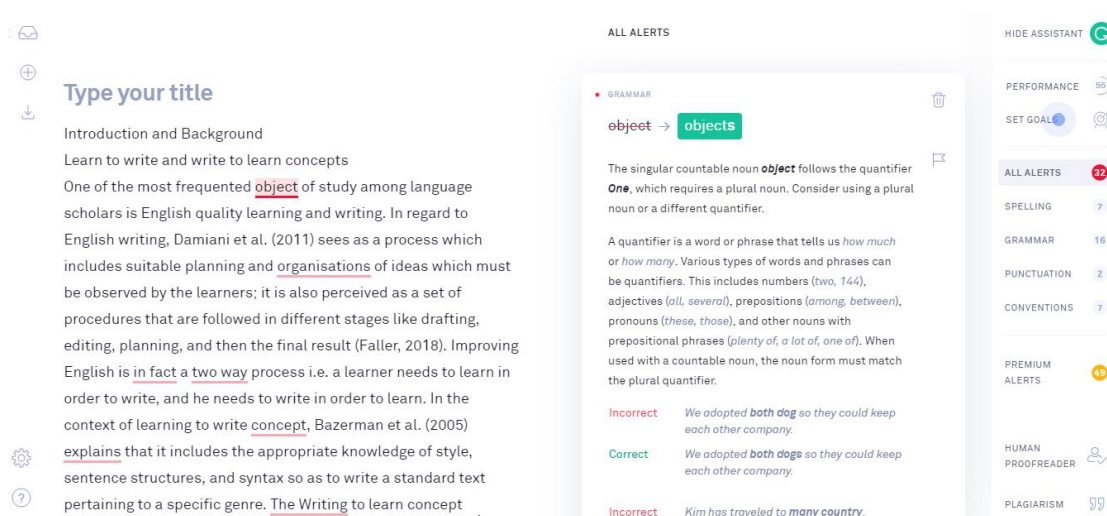 ALL ALERTS
Type your title
Introduction and Background
Learn to write and write to learn concepts
One of the most frequented object of study among language
scholars is English quality learning and writing. In regard to
English writing, Damiani et al. (2011) sees as a process which
includes suitable planning and organisations of ideas which must
be observed by the learners; it is also perceived as a set of
procedures that are followed in different stages like drafting,
editing, planning, and then the final result (Faller, 2018). Improving
English is in fact a two way process i.e. a learner needs to learn in
order to write, and he needs to write in order to learn. In the
context of learning to write concept, Bazerman et al. (2005)
explains that it includes the appropriate knowledge of style,
sentence structures, and syntax so as to write a standard text
pertaining to a specific genre. The Writing to learn concept
GRAMMAR
object → objects
The singular countable noun object follows the quantifier
One, which requires a plural noun. Consider using a plural
noun or a different quantifier.
A quantifier is a word or phrase that tells us how much
or how many. Various types of words and phrases can
be quantifiers. This includes numbers (two, 144),
adjectives (all, several), prepositions (among, between),
pronouns (these, those), and other nouns with
prepositional phrases (plenty of, a lot of, one of). When
used with a countable noun, the noun form must match
the plural quantifier.
Incorrect We adopted both dog so they could keep
each other company.
Correct We adopted both dogs so they could keep
each other company.
Incorrect Kim has traveled to many country.
HIDE ASSISTANT
PERFORMANCE 55
SET GOALS
ALL ALERTS 32
SPELLING 7
GRAMMAR 16
PUNCTUATION 2
CONVENTIONS 7
PREMIUM
ALERTS 49
HUMAN
PROOFREADER
PLAGIARISM